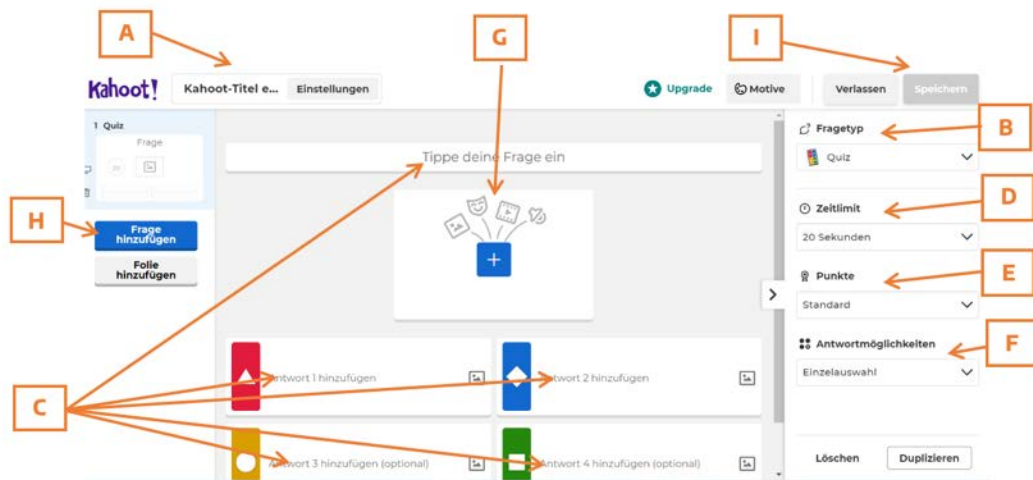 A
G
I
Kahoot!
Kahoot-Titel e... Einstellungen
Upgrade
Motive
Verlassen
Speichern
1 Quiz
Frage
Tippe deine Frage ein
Fragetyp
B
Quiz
H
Frage
hinzufügen
Folie
hinzufügen
Zeitlimit
D
20 Sekunden
Punkte
E
Standard
Antwortmöglichkeiten
F
Einzelauswahl
C
Antwort 1 hinzufügen
Antwort 2 hinzufügen
Antwort 3 hinzufügen (optional)
Antwort 4 hinzufügen (optional)
Löschen
Duplizieren